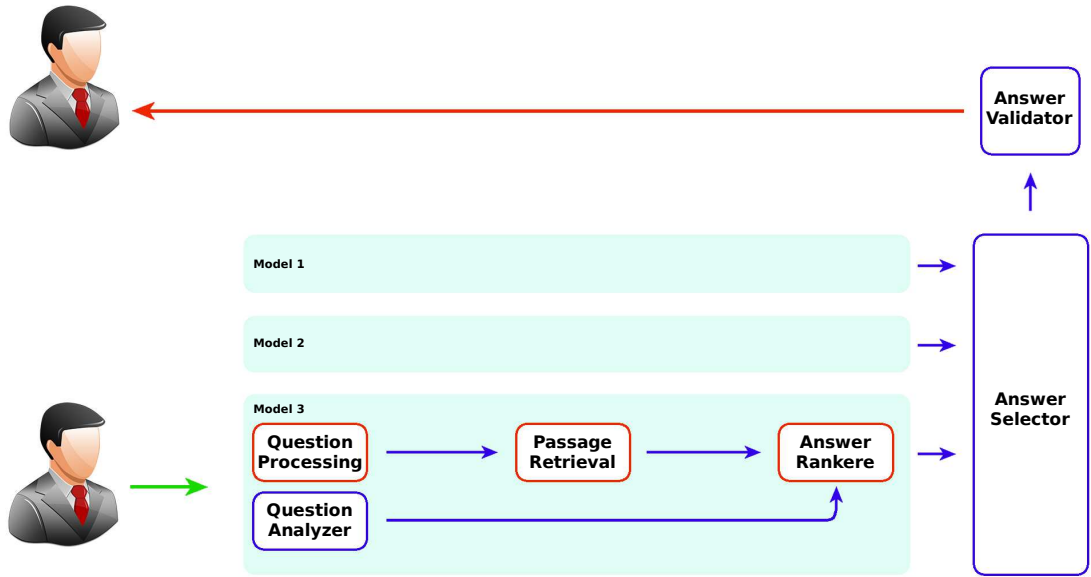 Answer
Validator
Model 1
Model 2
Model 3
Question
Processing
Passage
Retrieval
Answer
Rankere
Question
Analyzer
Answer
Selector